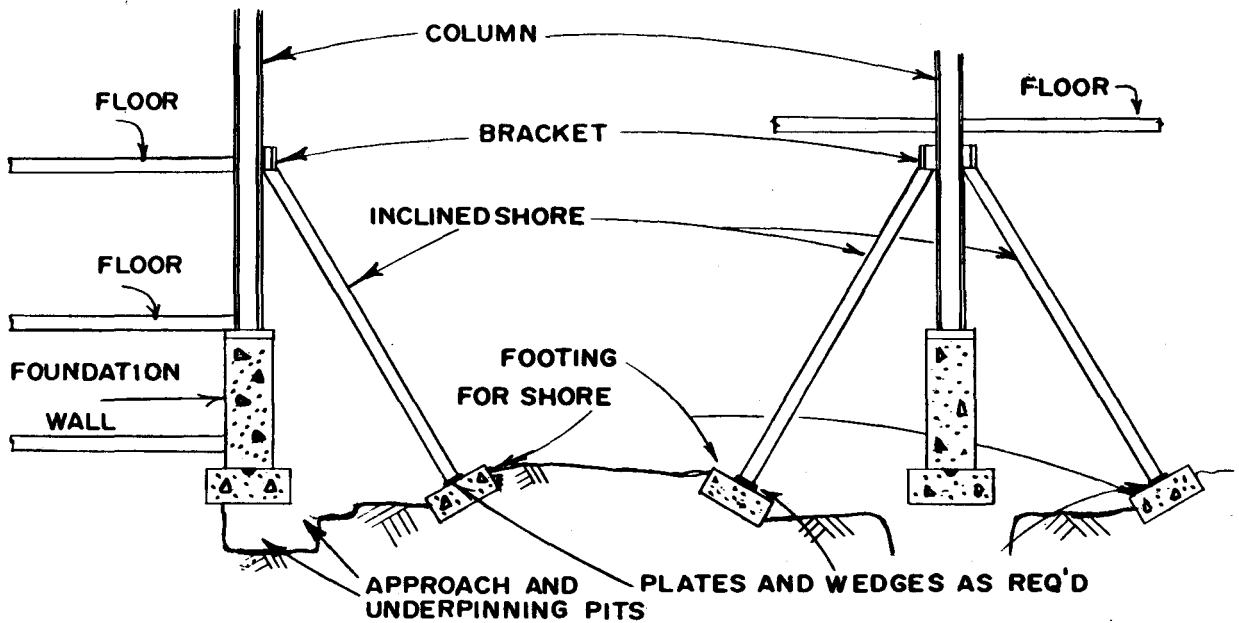 COLUMN
FLOOR
FLOOR
BRACKET
INCLINED SHORE
FLOOR
FOOTING
FOR SHORE
FOUNDATION
WALL
APPROACH AND
UNDERPINNING PITS
PLATES AND WEDGES AS REQ'D